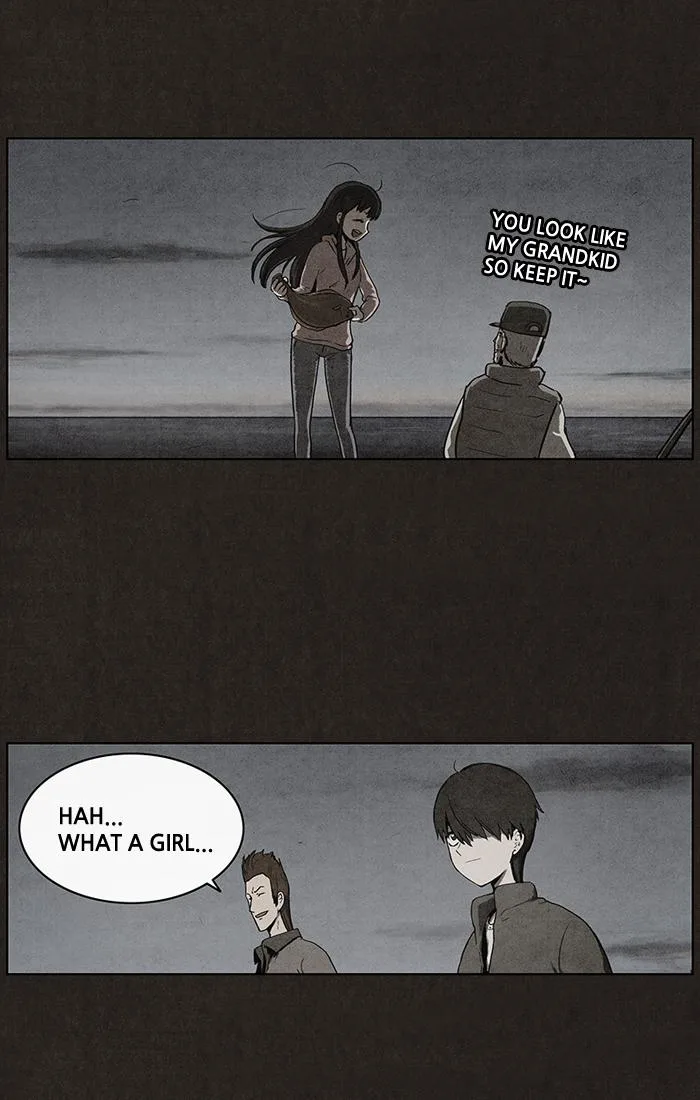 YOU LOOK LIKE
MY GRANDKID
SO KEEP IT~
HAH...
WHAT A GIRL...